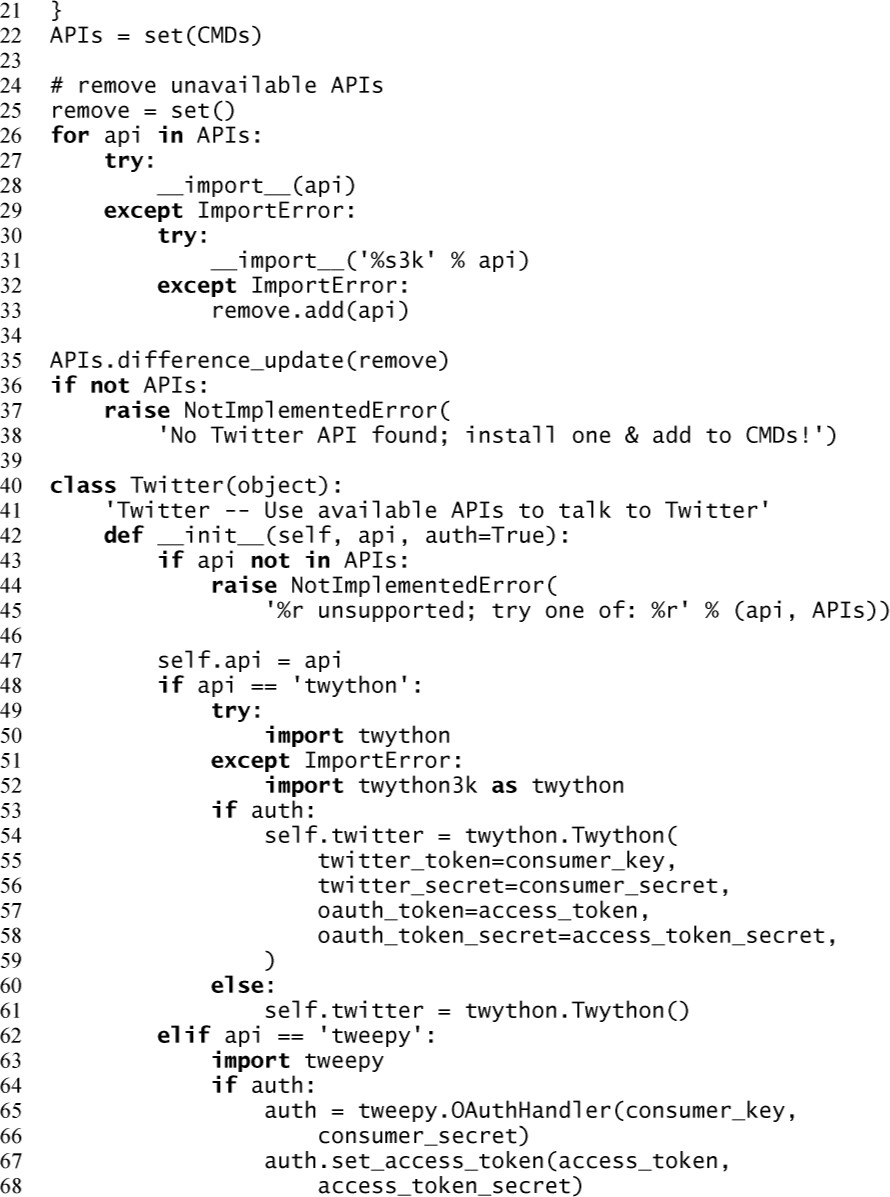 21 }
22 APIs = set(CMDs)
23
24 # remove unavailable APIs
25 remove = set()
26 for api in APIs:
27     try:
28         __import__(api)
29     except ImportError:
30         try:
31             __import__('%s3k' % api)
32         except ImportError:
33             remove.add(api)
34
35 APIs.difference_update(remove)
36 if not APIs:
37     raise NotImplementedError(
38         'No Twitter API found; install one & add to CMDs!')
39
40 class Twitter(object):
41     'Twitter -- Use available APIs to talk to Twitter'
42     def __init__(self, api, auth=True):
43         if api not in APIs:
44             raise NotImplementedError(
45                 '%r unsupported; try one of: %r' % (api, APIs))
46
47         self.api = api
48         if api == 'twython':
49             try:
50                 import twython
51             except ImportError:
52                 import twython3k as twython
53             if auth:
54                 self.twitter = twython.Twython(
55                     twitter_token=consumer_key,
56                     twitter_secret=consumer_secret,
57                     oauth_token=access_token,
58                     oauth_token_secret=access_token_secret,
59                 )
60             else:
61                 self.twitter = twython.Twython()
62         elif api == 'tweepy':
63             import tweepy
64             if auth:
65                 auth = tweepy.OAuthHandler(consumer_key,
66                     consumer_secret)
67                 auth.set_access_token(access_token,
68                     access_token_secret)